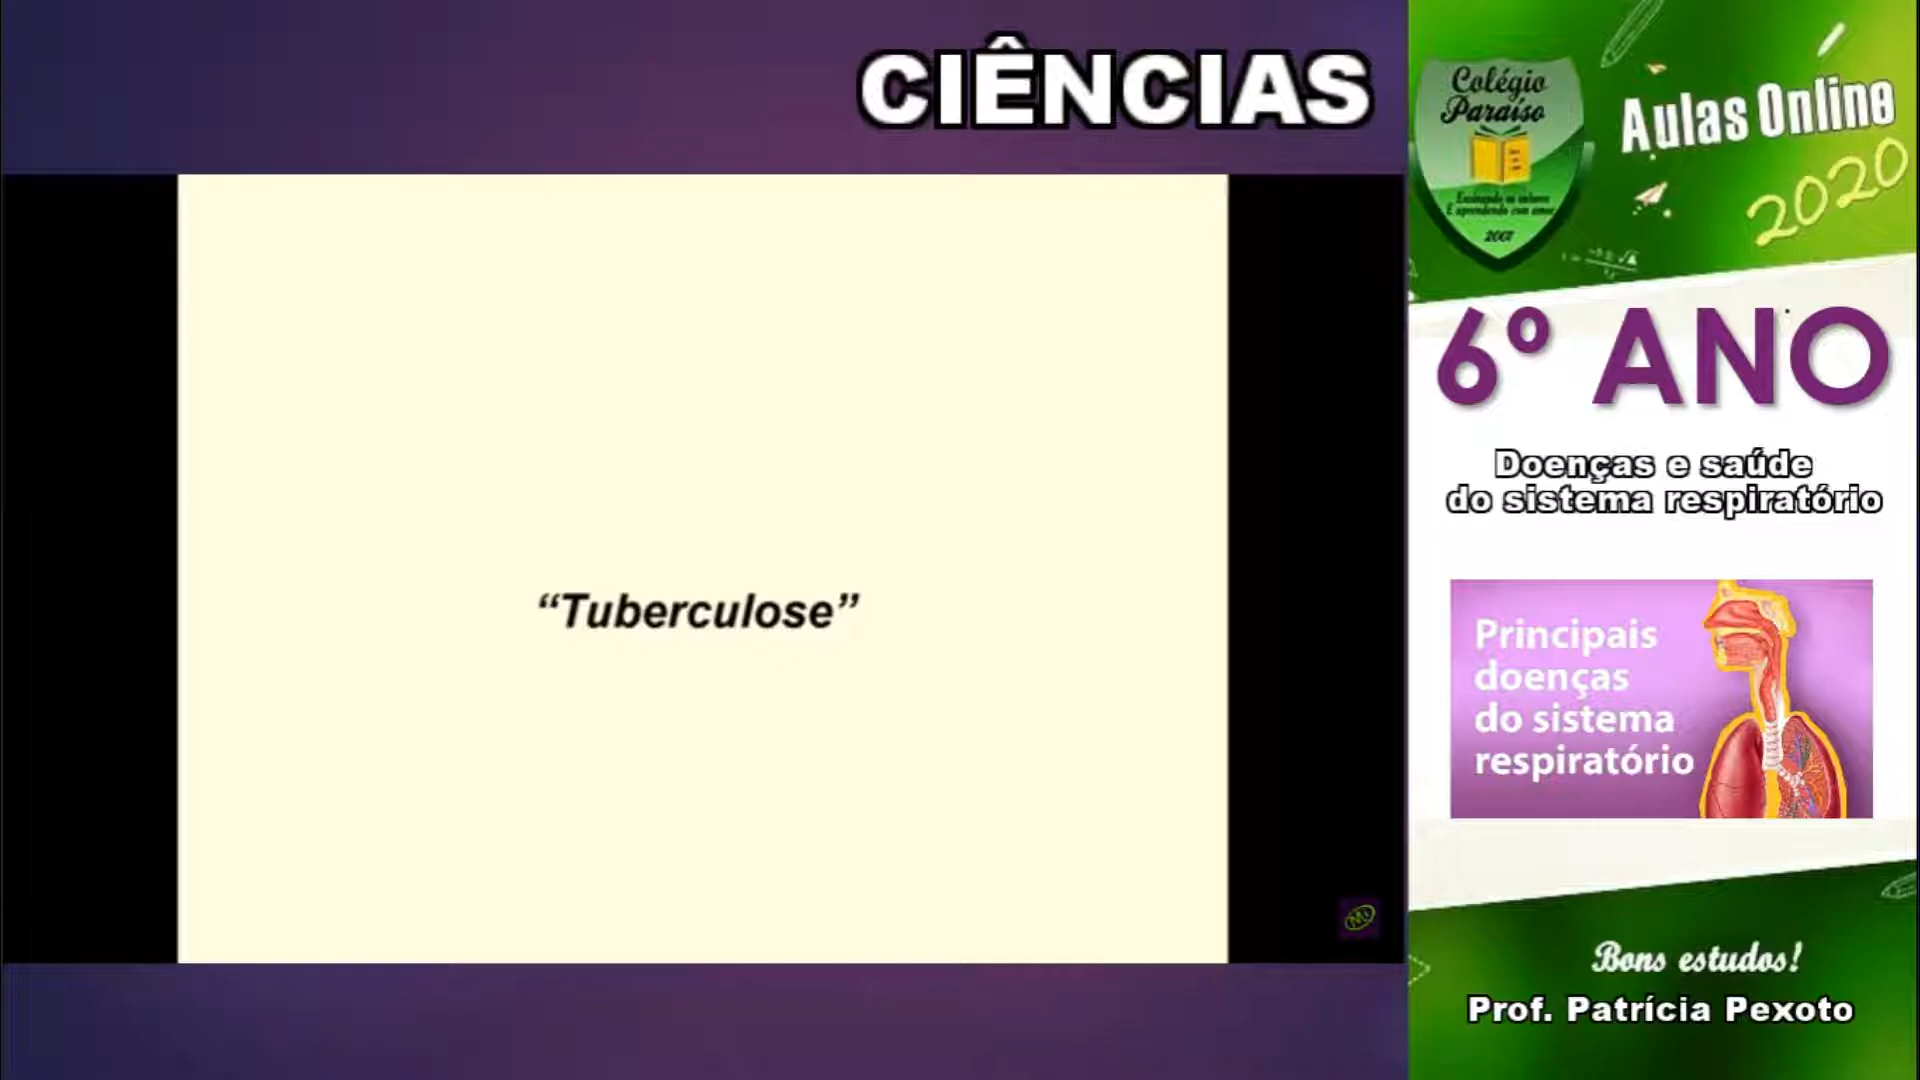 CIÊNCIAS
“Tuberculose”
Colégio
Paraíso
2007
Aulas Online
2020
6º ANO
Doenças e saúde
do sistema respiratório
Principais
doenças
do sistema
respiratório
Bons estudos!
Prof. Patrícia Pexoto